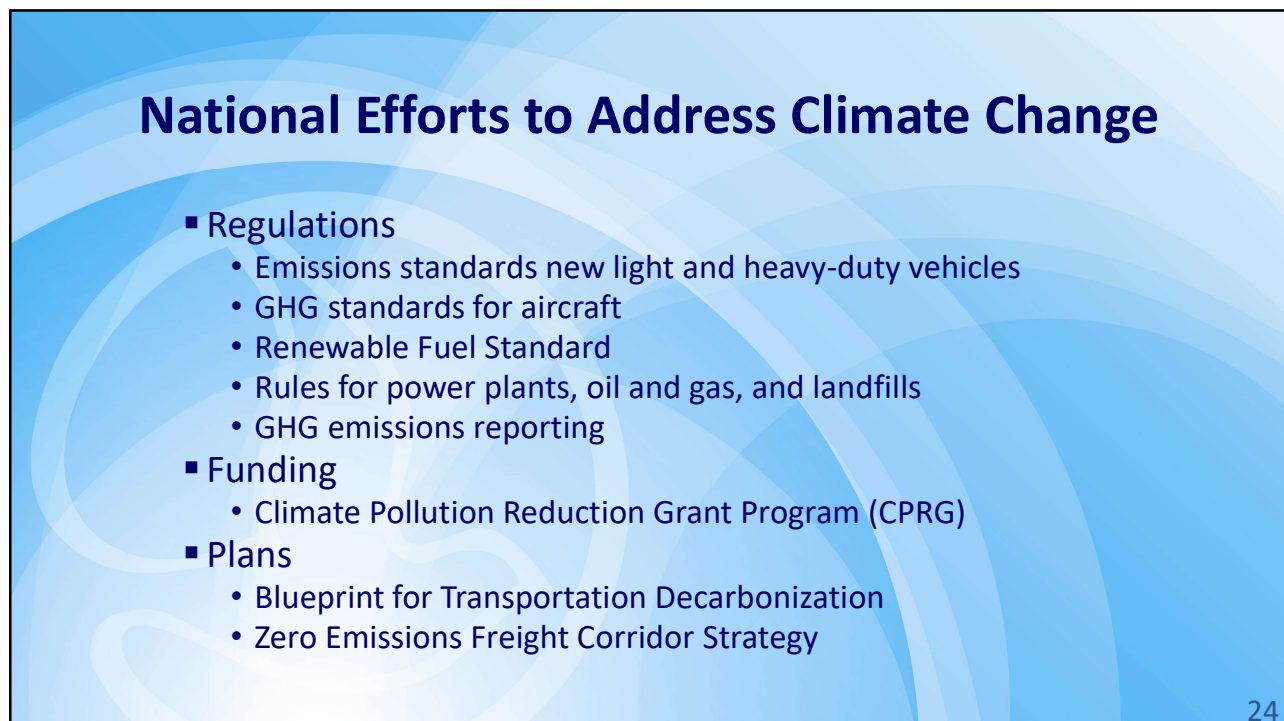 National Efforts to Address Climate Change
▪ Regulations
• Emissions standards new light and heavy-duty vehicles
• GHG standards for aircraft
• Renewable Fuel Standard
• Rules for power plants, oil and gas, and landfills
• GHG emissions reporting
▪ Funding
• Climate Pollution Reduction Grant Program (CPRG)
▪ Plans
• Blueprint for Transportation Decarbonization
• Zero Emissions Freight Corridor Strategy
24